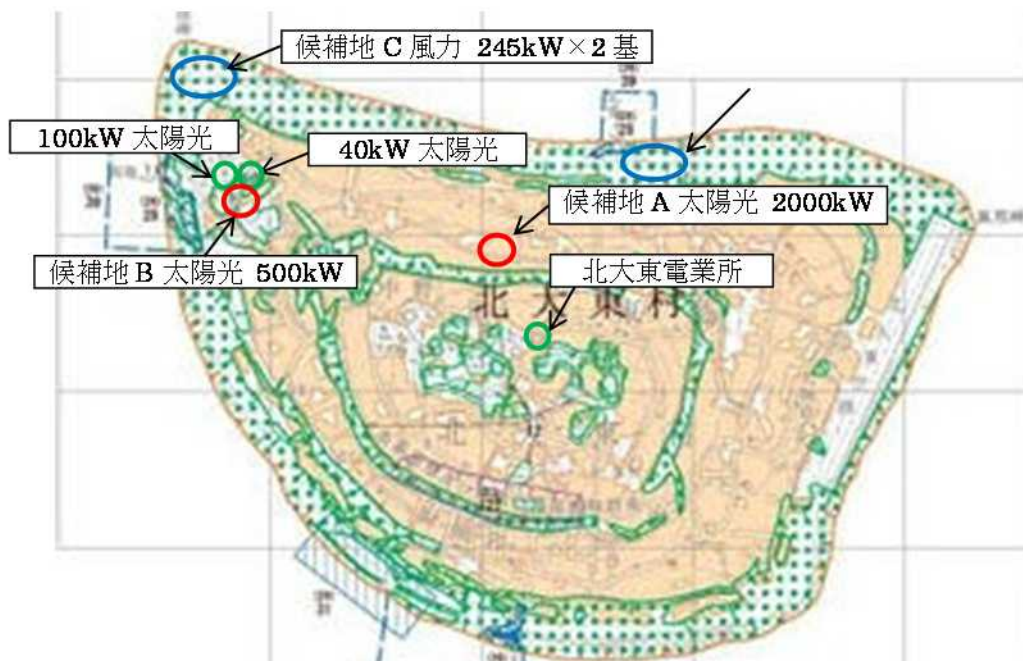 候補地 C 風力 245kW×2 基
100kW 太陽光
40kW 太陽光
候補地 A 太陽光 2000kW
候補地 B 太陽光 500kW
北大東電業所
北大東村